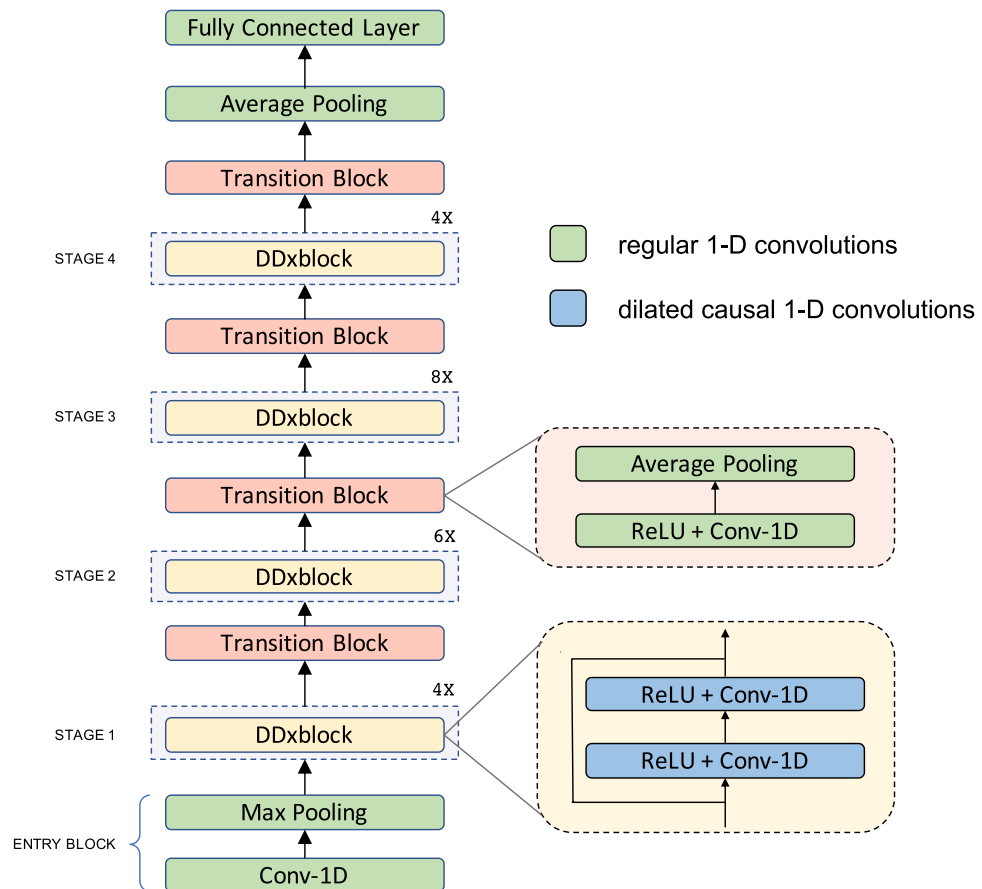 Fully Connected Layer
Average Pooling
Transition Block
4X
STAGE 4
DDxblock
regular 1-D convolutions
dilated causal 1-D convolutions
Transition Block
8X
STAGE 3
DDxblock
Transition Block
Average Pooling
ReLU + Conv-1D
6X
STAGE 2
DDxblock
Transition Block
4X
STAGE 1
DDxblock
ReLU + Conv-1D
ReLU + Conv-1D
Max Pooling
ENTRY BLOCK
Conv-1D